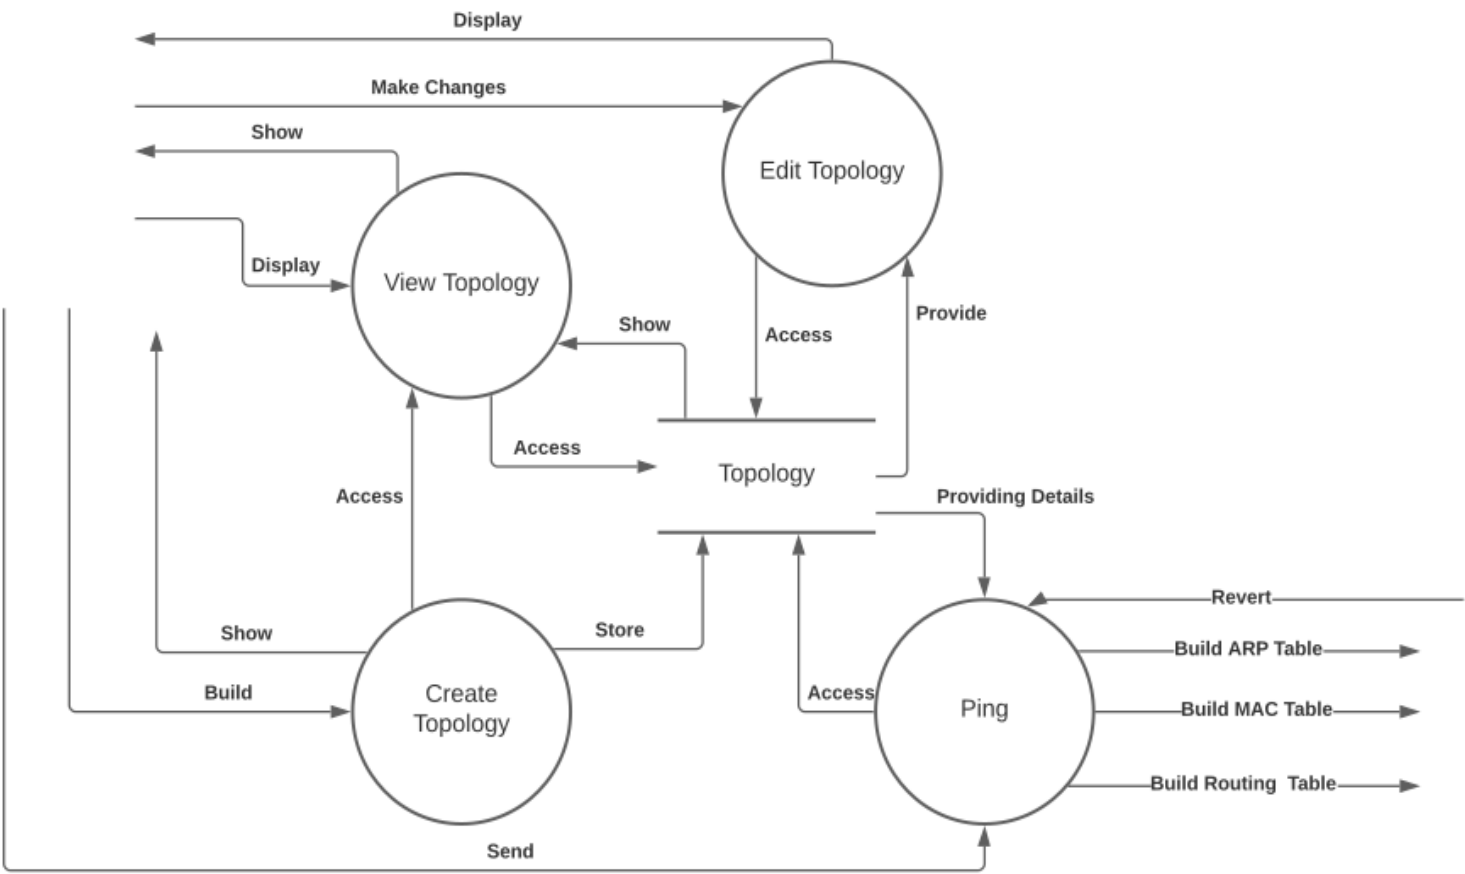 Display
Make Changes
Show
Edit Topology
Display
View Topology
Provide
Show
Access
Access
Topology
Access
Providing Details
Revert
Store
Show
Build ARP Table
Build
Create
Topology
Access
Ping
Build MAC Table
Build Routing Table
Send